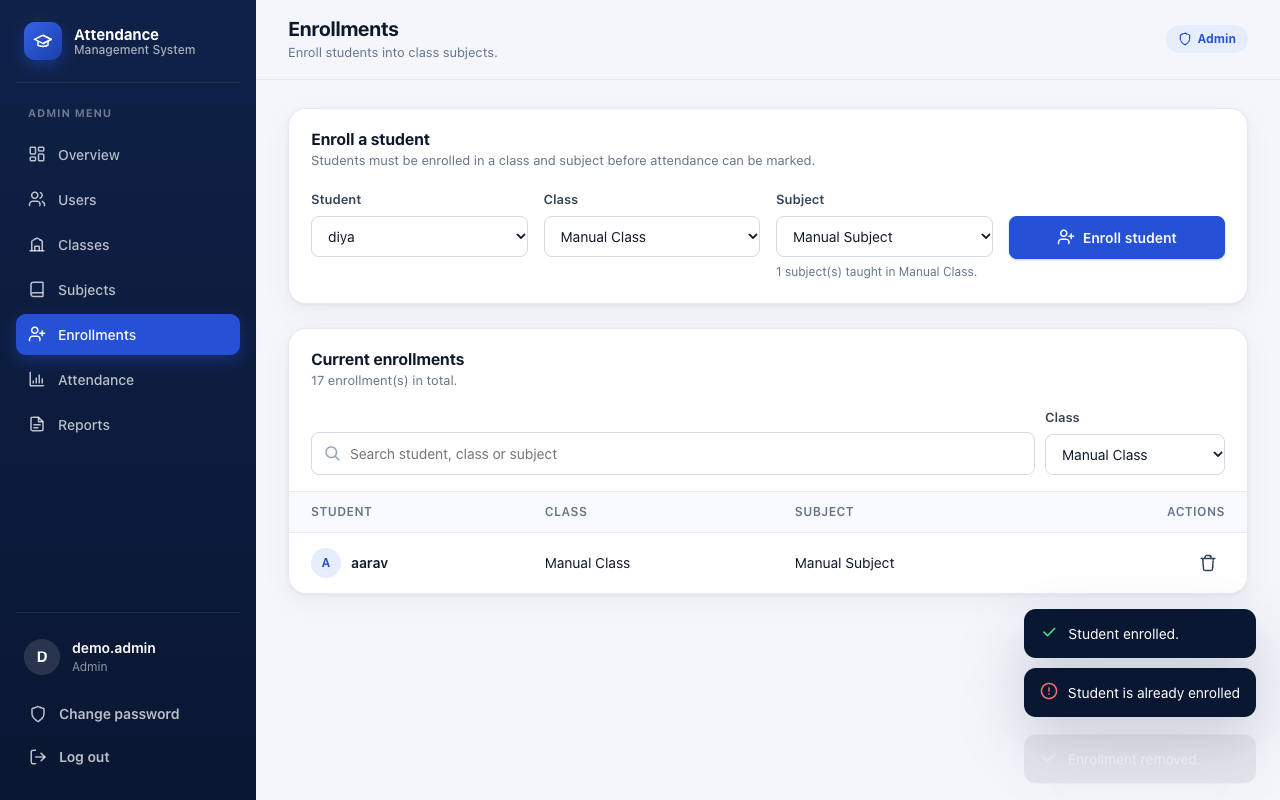 Attendance
Management System
ADMIN MENU
Overview
Users
Classes
Subjects
Enrollments
Attendance
Reports
D
demo.admin
Admin
Change password
Log out
Enrollments
Enroll students into class subjects.
Admin
Enroll a student
Students must be enrolled in a class and subject before attendance can be marked.
Student
Class
Subject
diya
Manual Class
Manual Subject
Enroll student
1 subject(s) taught in Manual Class.
Current enrollments
17 enrollment(s) in total.
Class
Search student, class or subject
Manual Class
STUDENT CLASS SUBJECT ACTIONS
A aarav Manual Class Manual Subject
Student enrolled.
Student is already enrolled
Enrollment removed.